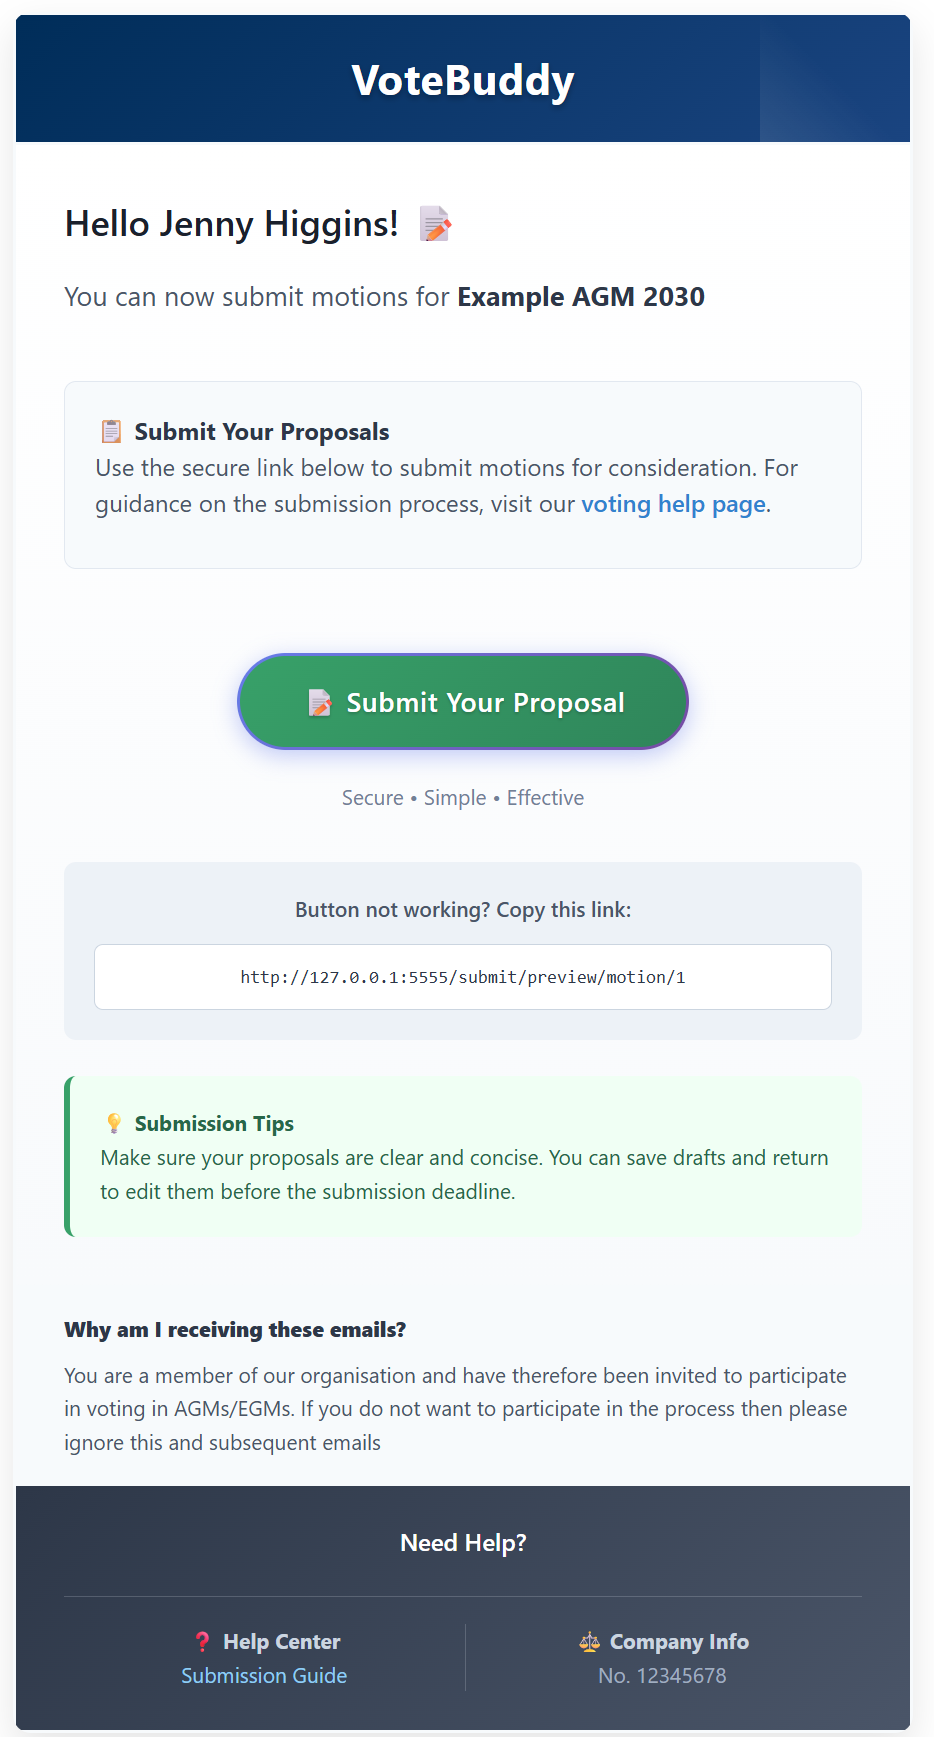 VoteBuddy
Hello Jenny Higgins! 📝
You can now submit motions for Example AGM 2030
📋 Submit Your Proposals
Use the secure link below to submit motions for consideration. For
guidance on the submission process, visit our voting help page.
📝 Submit Your Proposal
Secure • Simple • Effective
Button not working? Copy this link:
http://127.0.0.1:5555/submit/preview/motion/1
💡 Submission Tips
Make sure your proposals are clear and concise. You can save drafts and return
to edit them before the submission deadline.
Why am I receiving these emails?
You are a member of our organisation and have therefore been invited to participate
in voting in AGMs/EGMs. If you do not want to participate in the process then please
ignore this and subsequent emails
Need Help?
❓ Help Center
Submission Guide
⚖️ Company Info
No. 12345678